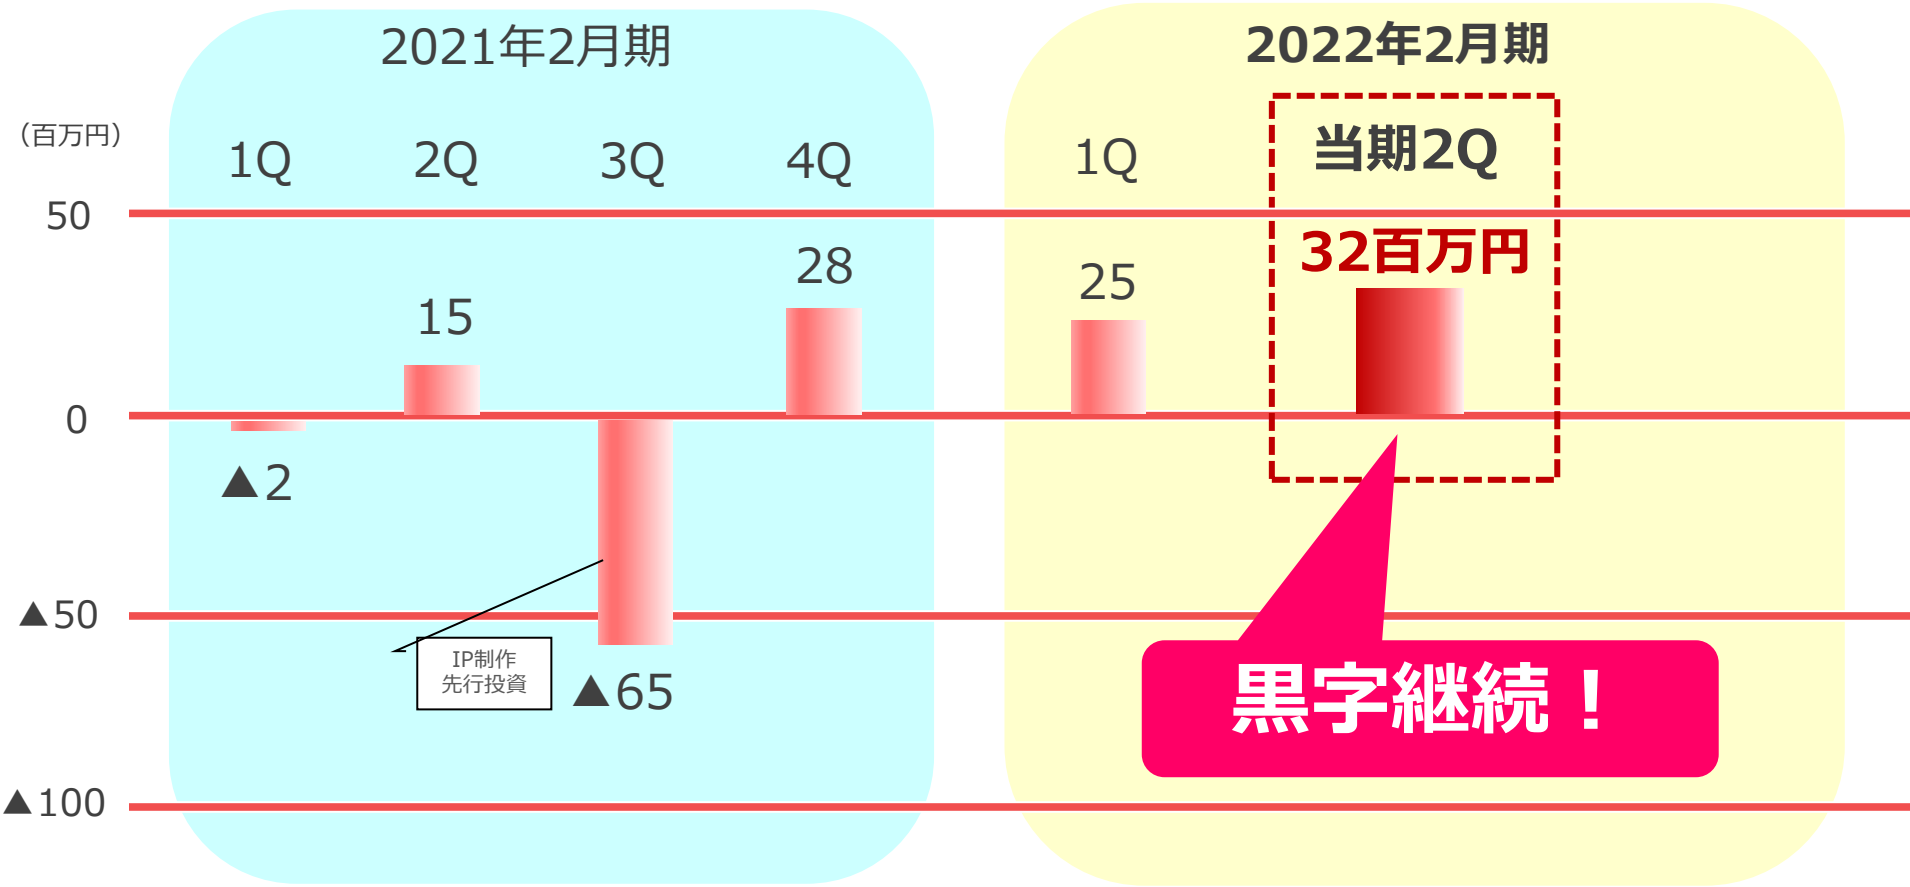 2021年2月期
2022年2月期
（百万円）
1Q
2Q
3Q
4Q
1Q
当期2Q
50
32百万円
28
25
15
0
▲2
▲50
IP制作
先行投資
▲65
黒字継続！
▲100